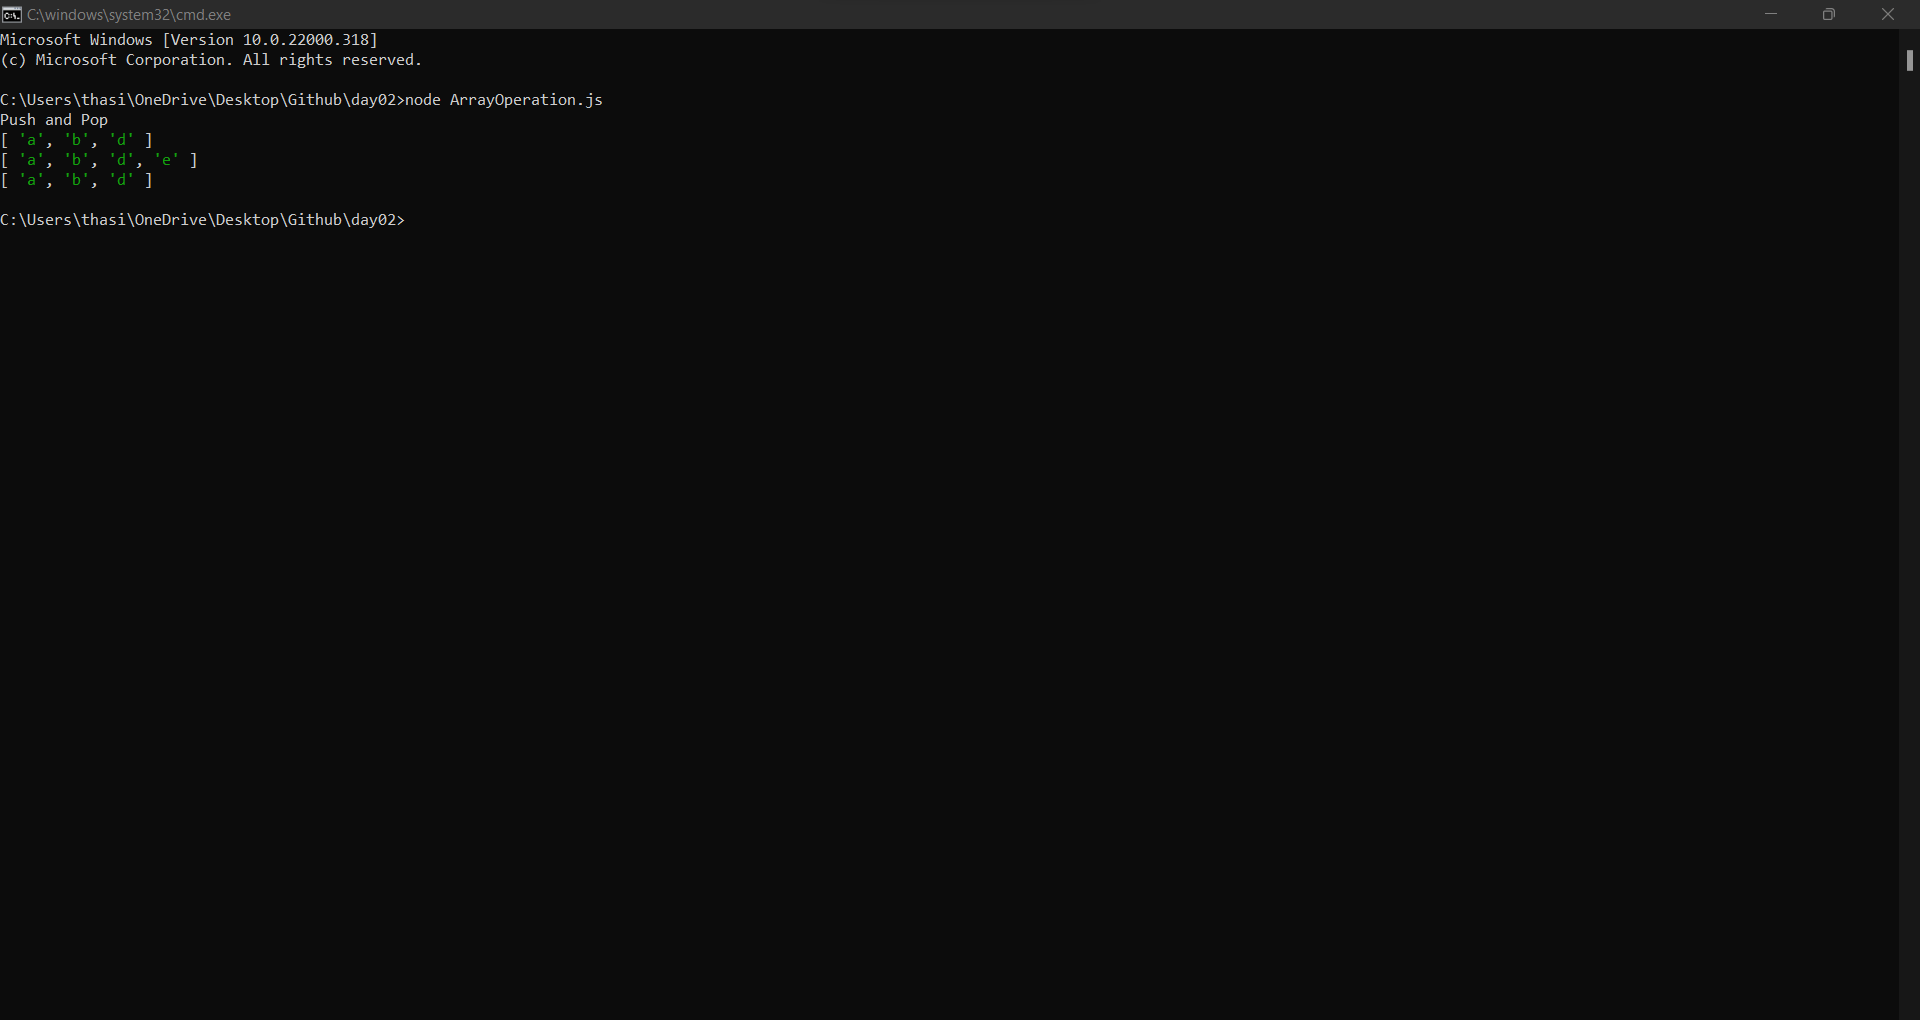 C:\windows\system32\cmd.exe
Microsoft Windows [Version 10.0.22000.318]
(c) Microsoft Corporation. All rights reserved.
C:\Users\thasi\OneDrive\Desktop\Github\day02>node ArrayOperation.js
Push and Pop
[ 'a', 'b', 'd' ]
[ 'a', 'b', 'd', 'e' ]
[ 'a', 'b', 'd' ]
C:\Users\thasi\OneDrive\Desktop\Github\day02>